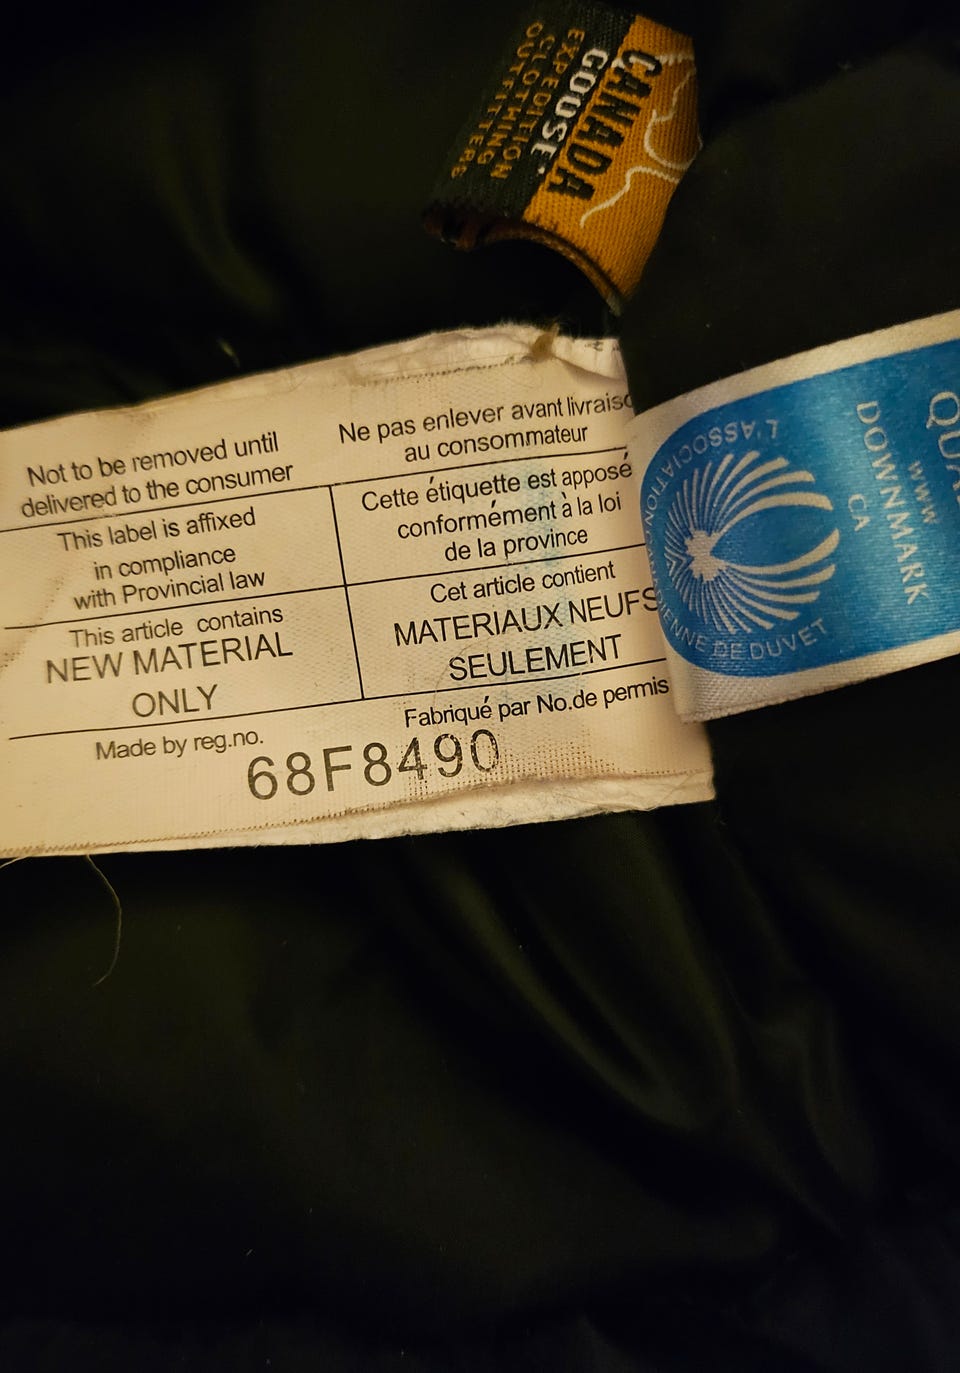 CANADA
GOOSE
EXPEDITION
CLOTHING
OUTFITTERS
Not to be removed until
delivered to the consumer
Ne pas enlever avant
au consommateur
This label is affixed
in compliance
with Provincial law
Cette étiquette est apposé
conformément à la loi
de la province
This article contains
NEW MATERIAL
ONLY
Cet article contient
MATERIAUX NEUFS
SEULEMENT
Made by reg.no.
Fabriqué par No.de permis
68F8490
L'ASSOCIATION DE DUVET
WWW
DOWNMARK
CA